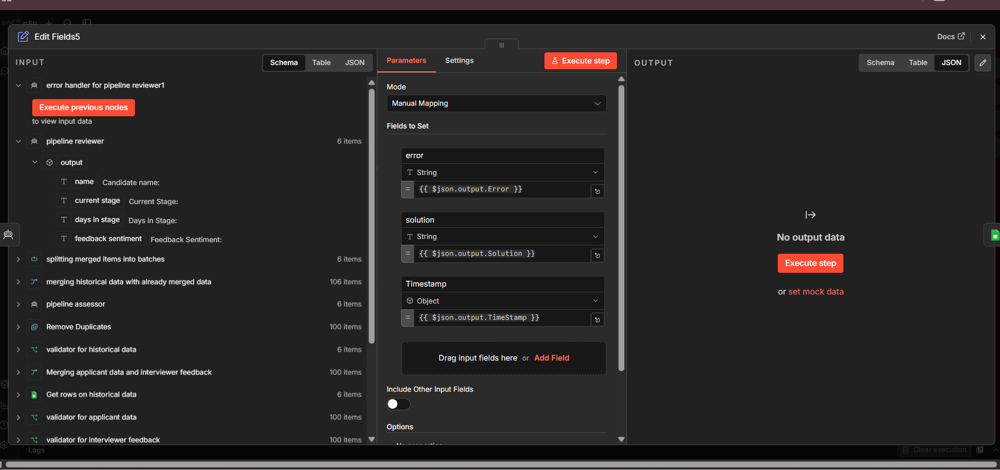 n8n
Edit Fields5
Docs
INPUT
Schema
Table
JSON
error handler for pipeline reviewer1
Execute previous nodes
to view input data
pipeline reviewer
6 items
output
name
Candidate name:
current stage
Current Stage:
days in stage
Days in Stage:
feedback sentiment
Feedback Sentiment:
splitting merged items into batches
6 items
merging historical data with already merged data
106 items
pipeline assessor
6 items
Remove Duplicates
100 items
validator for historical data
6 items
Merging applicant data and interviewer feedback
100 items
Get rows on historical data
6 items
validator for applicant data
100 items
validator for interviewer feedback
100 items
Parameters
Settings
Execute step
Mode
Manual Mapping
Fields to Set
error
String
=
{{ $json.output.Error }}
solution
String
=
{{ $json.output.Solution }}
Timestamp
Object
=
{{ $json.output.TimeStamp }}
Drag input fields here or Add Field
Include Other Input Fields
Options
No properties
OUTPUT
Schema
Table
JSON
No output data
Execute step
or set mock data
Logs
Clear execution